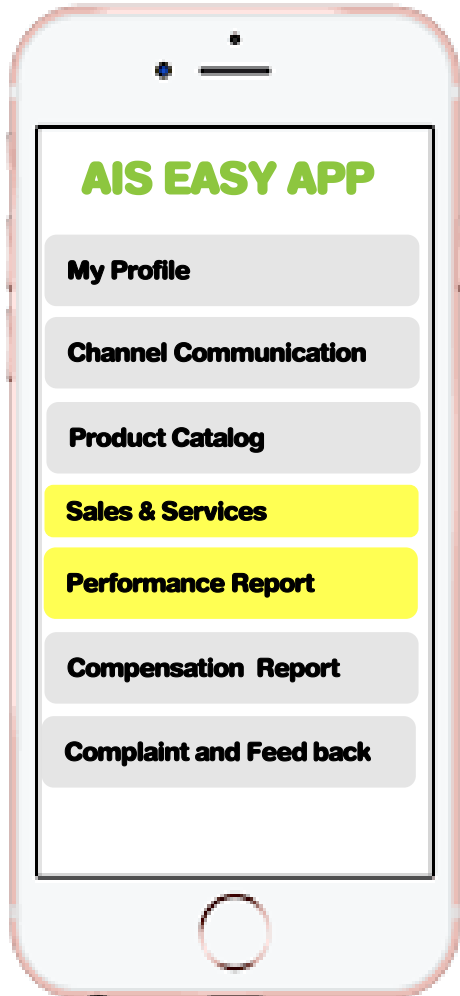 AIS EASY APP
My Profile
Channel Communication
Product Catalog
Sales & Services
Performance Report
Compensation  Report
Complaint and Feed back